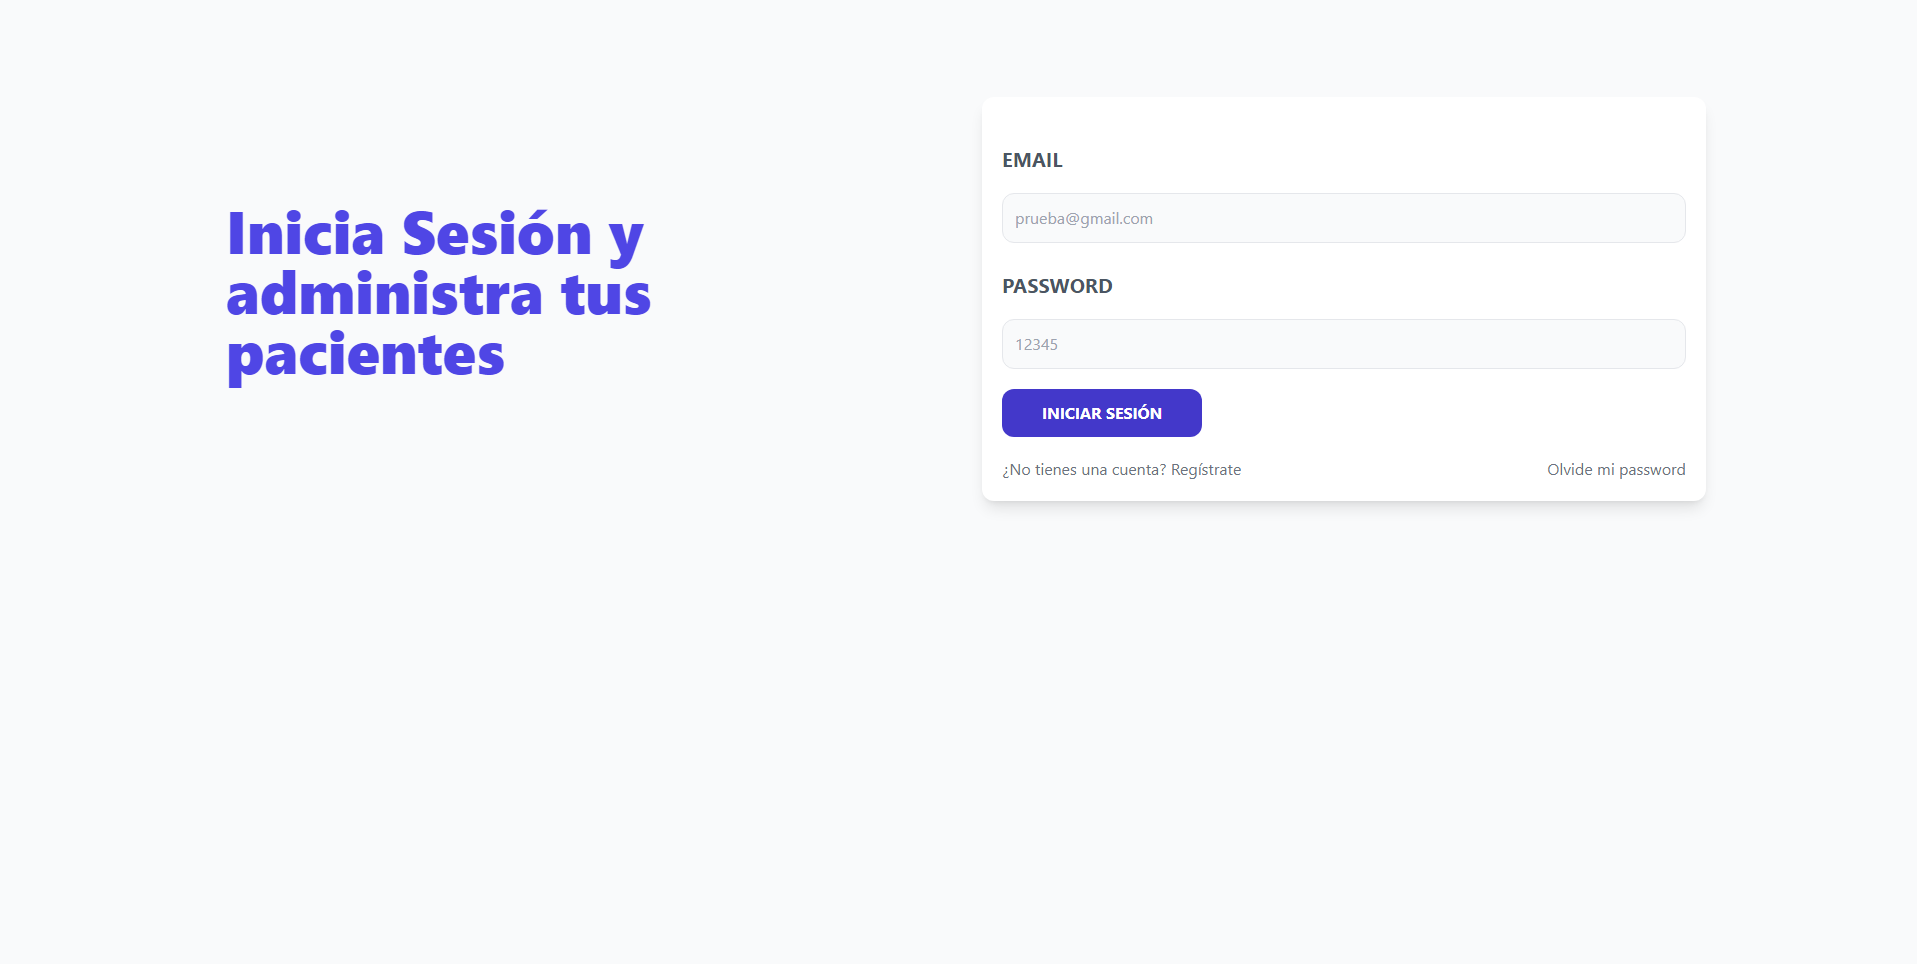 Inicia Sesión y
administra tus
pacientes
EMAIL
prueba@gmail.com
PASSWORD
12345
INICIAR SESIÓN
¿No tienes una cuenta? Regístrate
Olvide mi password